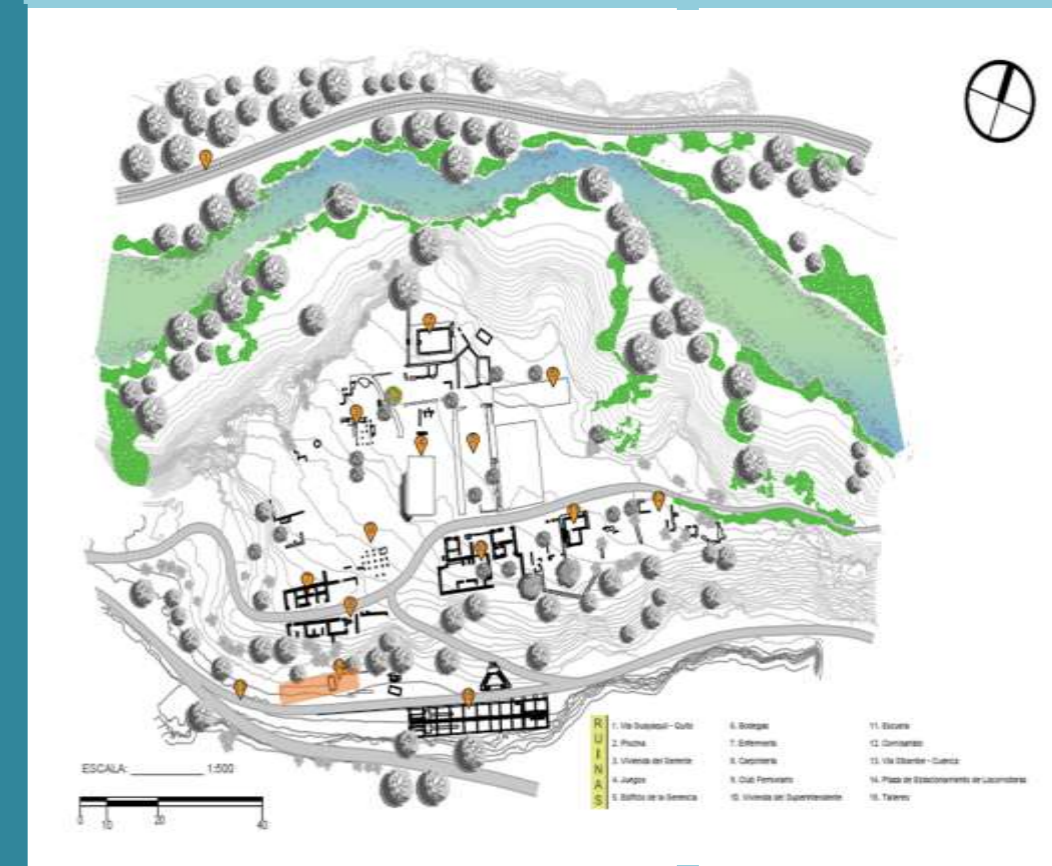 RUINAS
1. Vía Guayaquil - Quito
2. Piscina
3. Vivienda del Gerente
4. Juegos
5. Edificio de la Gerencia
6. Bodegas
7. Enfermería
8. Carpintería
9. Club Ferroviario
10. Vivienda del Superintendente
11. Escuela
12. Comisariato
13. Vía Sibambe - Cuenca
14. Plaza de Estacionamiento de Locomotoras
15. Talleres
ESCALA: 1:500
0 10 20 40